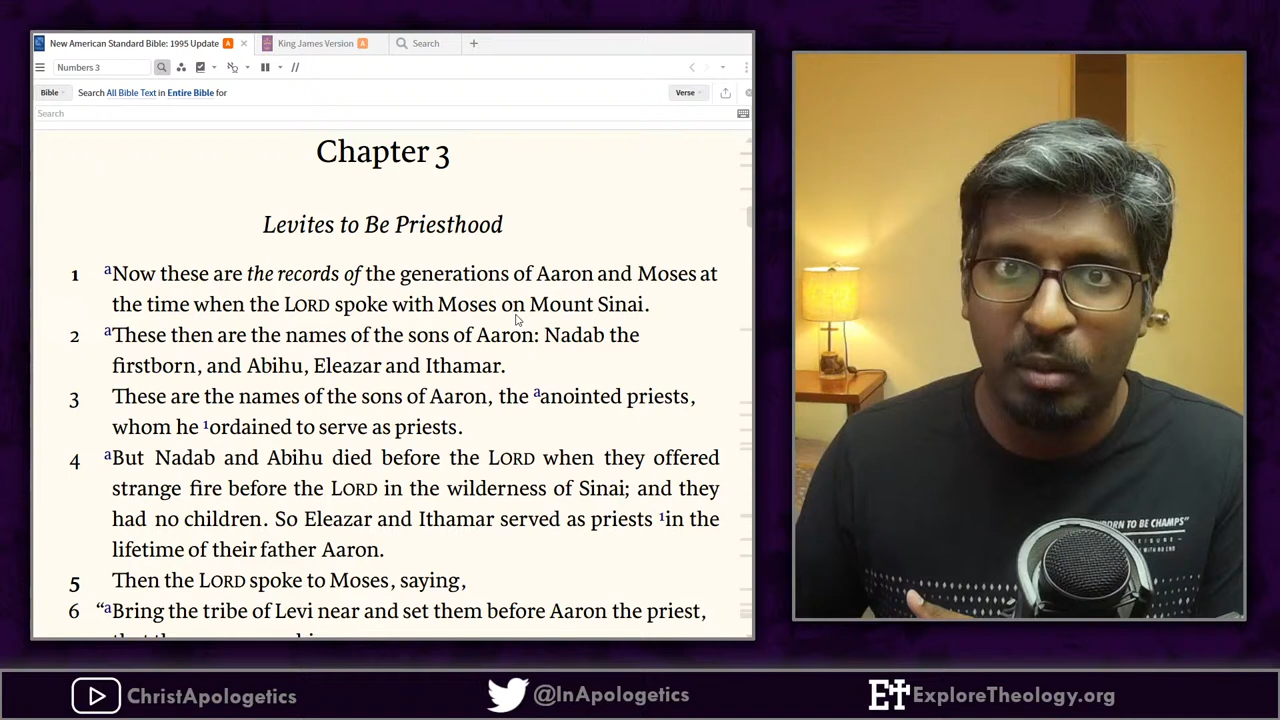 New American Standard Bible: 1995 Update A
King James Version A
Search
Numbers 3
Bible Search All Bible Text in Entire Bible for Verse
Search
Chapter 3
Levites to Be Priesthood
1 aNow these are the records of the generations of Aaron and Moses at
the time when the LORD spoke with Moses on Mount Sinai.
2 aThese then are the names of the sons of Aaron: Nadab the
firstborn, and Abihu, Eleazar and Ithamar.
3 These are the names of the sons of Aaron, the aanointed priests,
whom he 1ordained to serve as priests.
4 aBut Nadab and Abihu died before the LORD when they offered
strange fire before the LORD in the wilderness of Sinai; and they
had no children. So Eleazar and Ithamar served as priests 1in the
lifetime of their father Aaron.
5 Then the LORD spoke to Moses, saying,
6 “aBring the tribe of Levi near and set them before Aaron the priest,
ORN TO BE CHAMPS”
ChristApologetics
@InApologetics
ET ExploreTheology.org